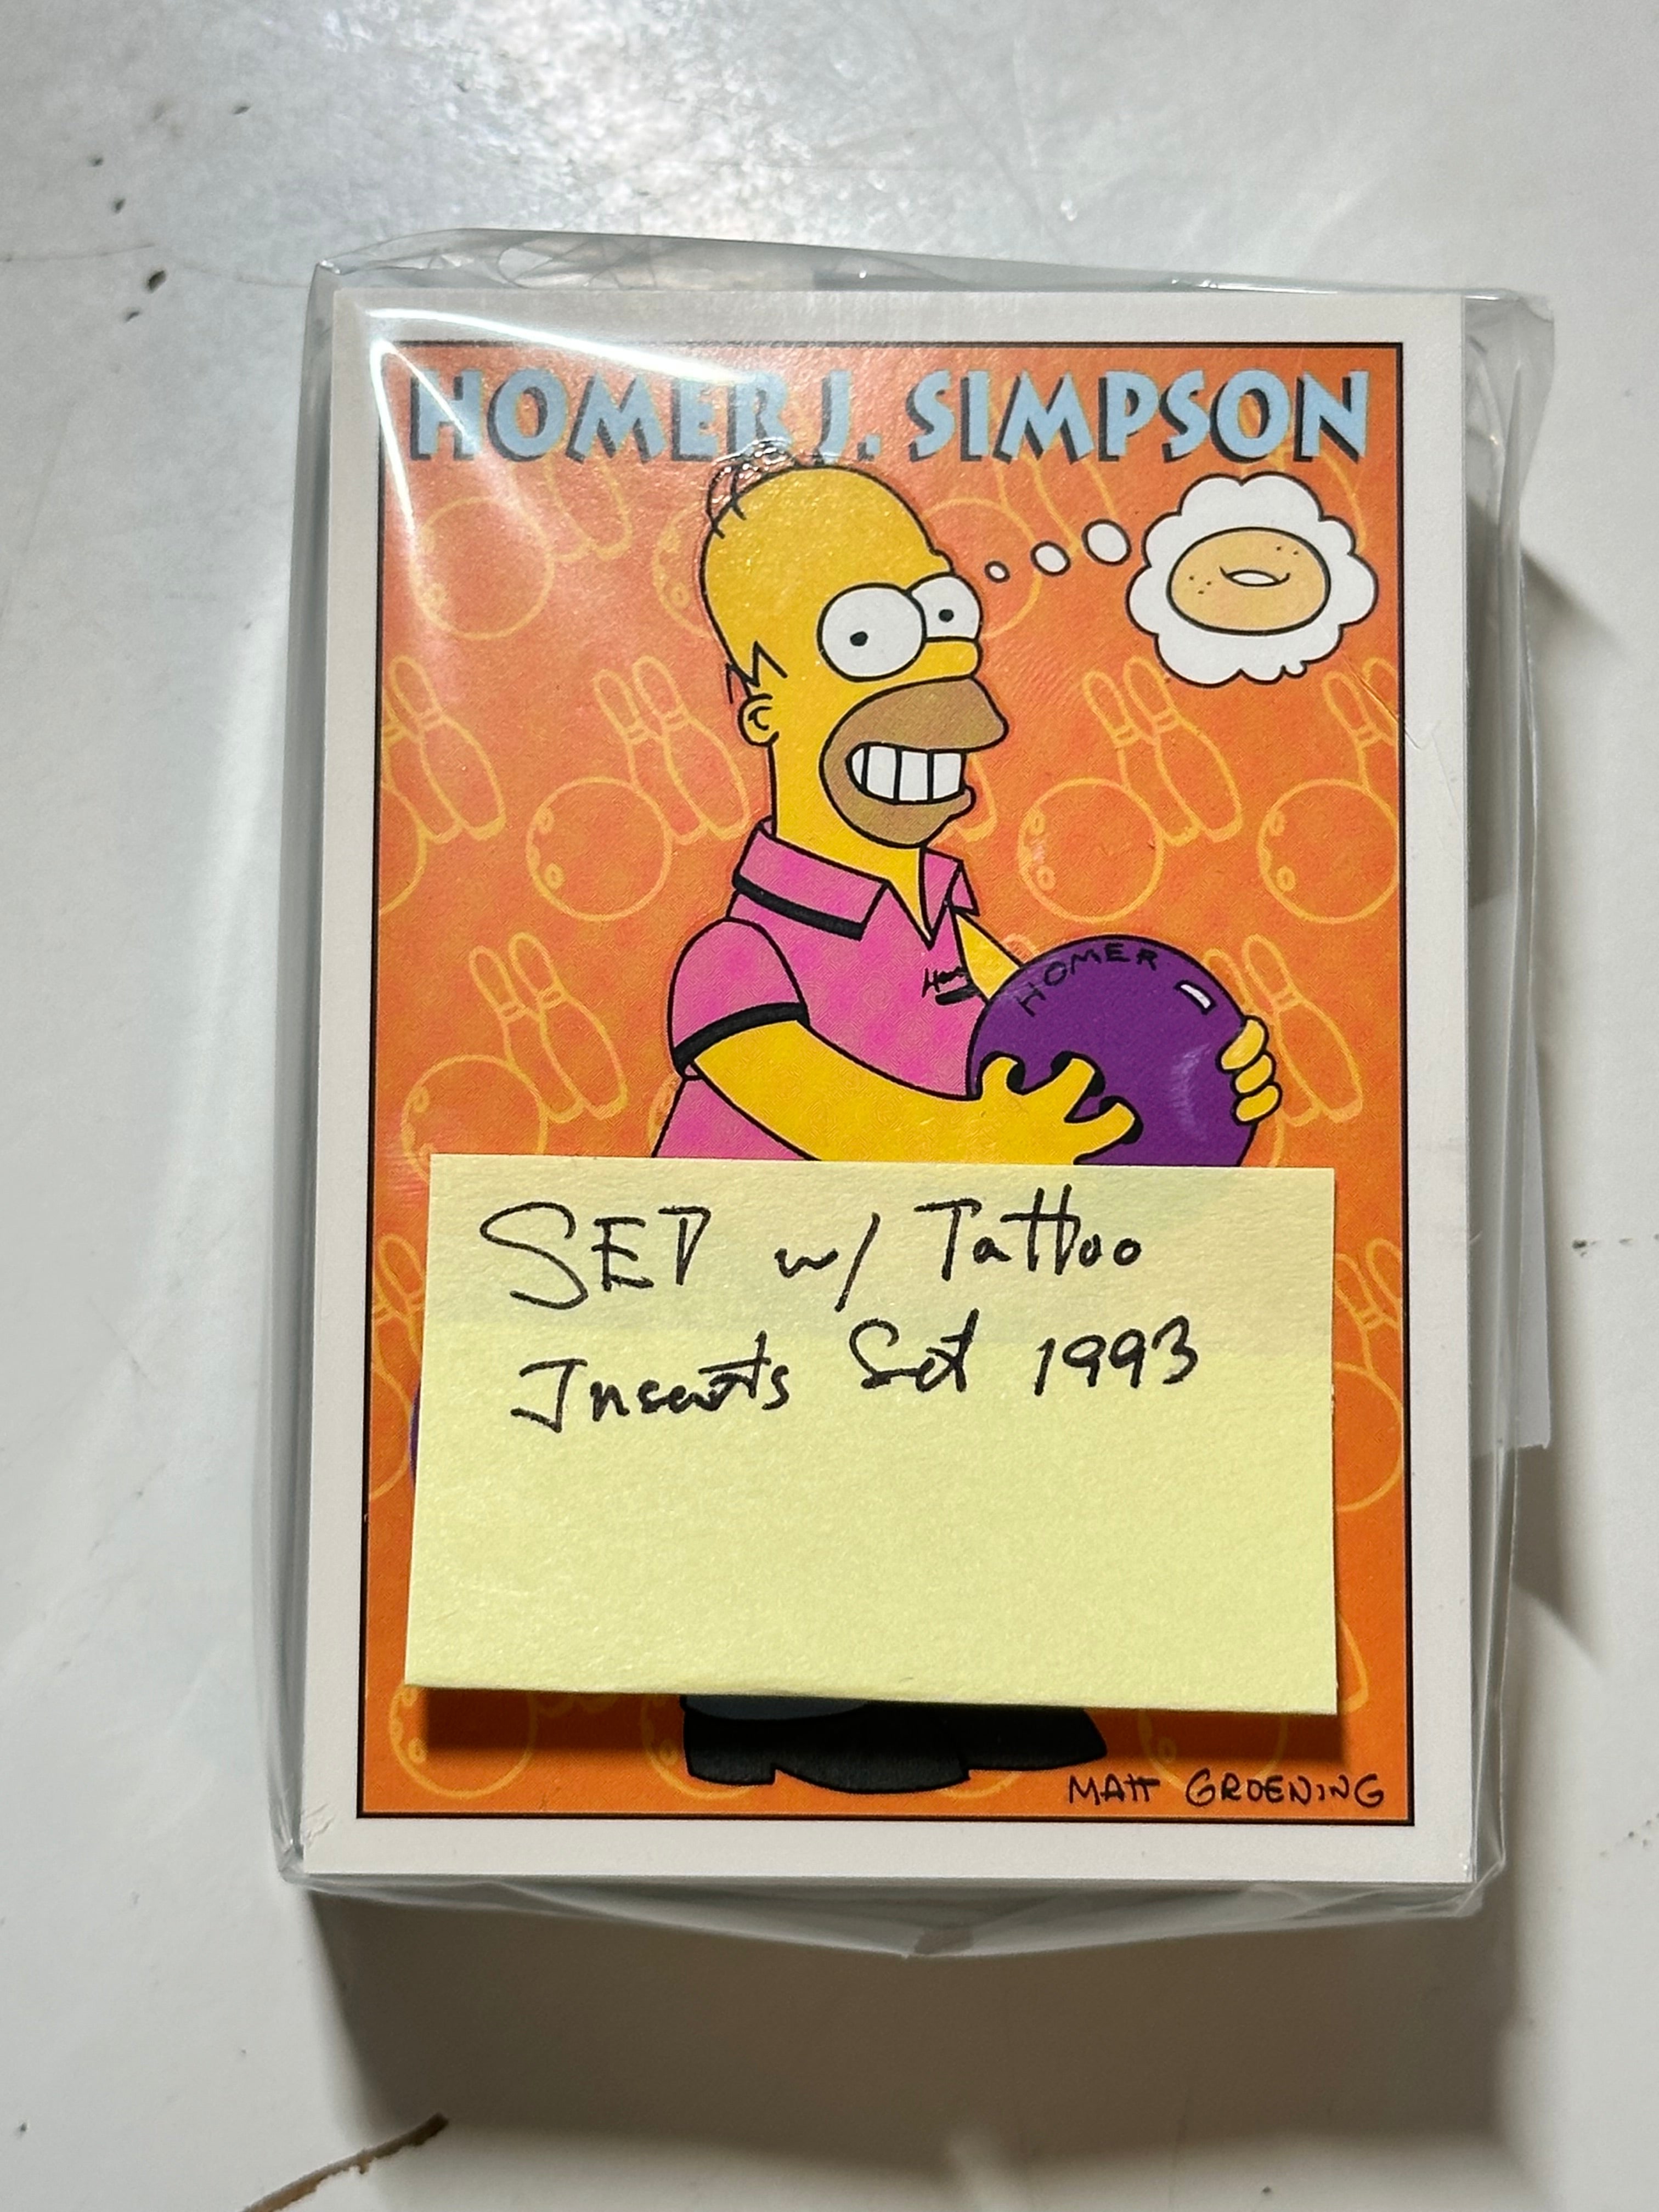 HOMER J. SIMPSON
HOMER
SET w/ Tattoo
Inserts Set 1993
MATT GROENING